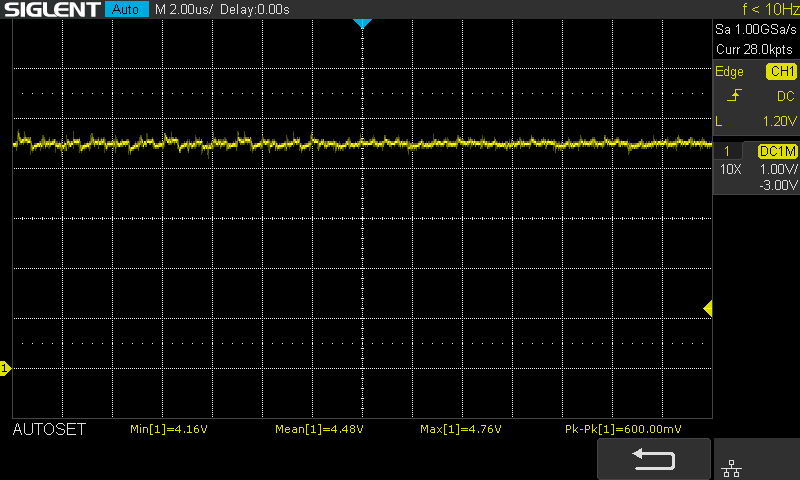 SIGLENT Auto M 2.00us/ Delay:0.00s f < 10Hz
Sa 1.00GSa/s
Curr 28.0kpts
Edge CH1
DC
L 1.20V
1 DC1M
10X 1.00V/
-3.00V
1
AUTOSET Min[1]=4.16V Mean[1]=4.48V Max[1]=4.76V Pk-Pk[1]=600.00mV